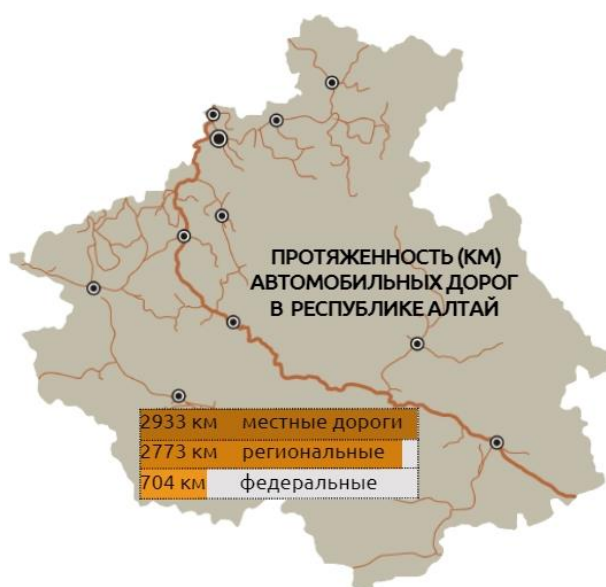 ПРОТЯЖЕННОСТЬ (КМ)
АВТОМОБИЛЬНЫХ ДОРОГ
В РЕСПУБЛИКЕ АЛТАЙ
2933 км местные дороги
2773 км региональные
704 км федеральные